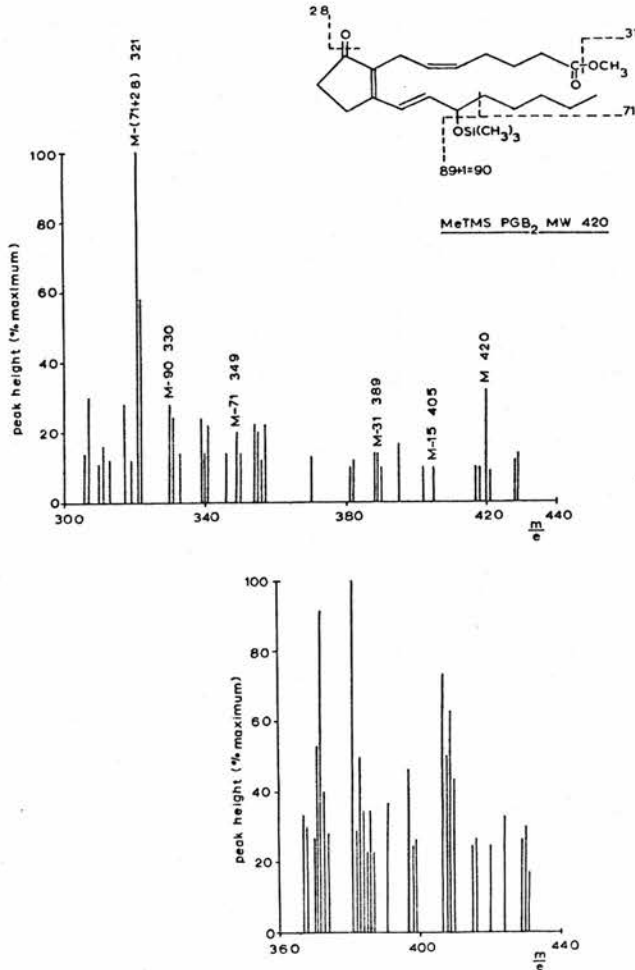 28
O
31
C
OCH3
O
71
OSi(CH3)3
89+1=90
MeTMS PGB2 MW 420
peak height (% maximum)
100
80
60
40
20
0
M-(71+28) 321
M-90 330
M-71 349
M-31 389
M-15 405
M 420
300
340
380
420
440
m/e
peak height (% maximum)
100
80
60
40
20
0
360
400
440
m/e